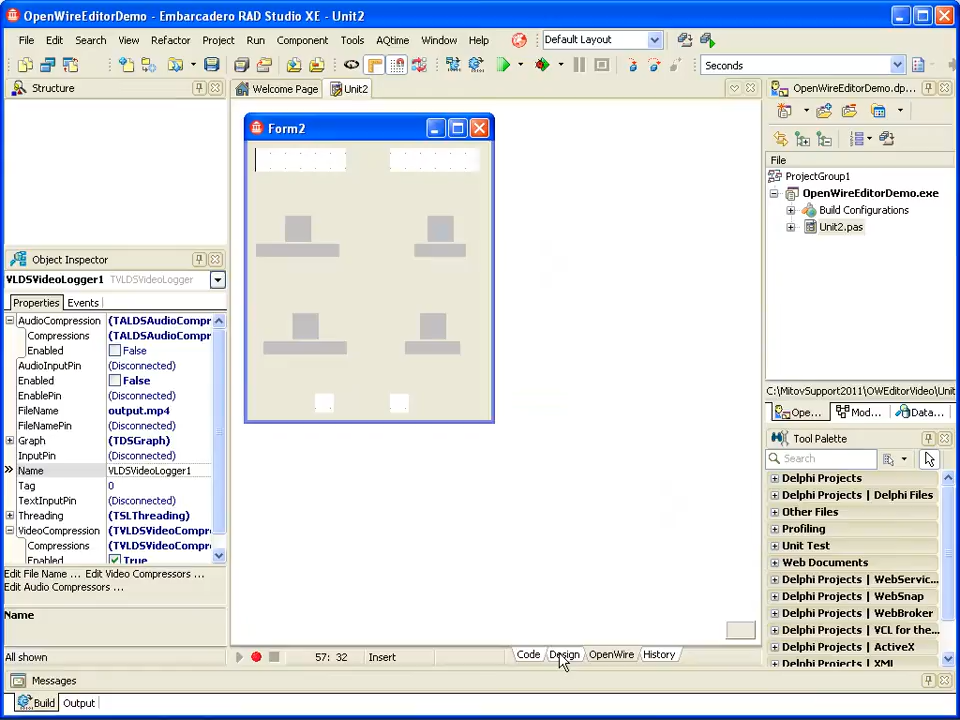 OpenWireEditorDemo - Embarcadero RAD Studio XE - Unit2
File Edit Search View Refactor Project Run Component Tools AQtime Window Help
Default Layout
Seconds
Structure
Welcome Page
Unit2
OpenWireEditorDemo.dp...
Form2
File
ProjectGroup1
OpenWireEditorDemo.exe
Build Configurations
Unit2.pas
Object Inspector
VLDSVideoLogger1 TVLDSVideoLogger
Properties Events
AudioCompression (TALDSAudioCompr
Compressions (TALDSAudioCompr
Enabled False
AudioInputPin (Disconnected)
Enabled False
EnablePin (Disconnected)
FileName output.mp4
FileNamePin (Disconnected)
Graph (TDSGraph)
InputPin (Disconnected)
Name VLDSVideoLogger1
Tag 0
TextInputPin (Disconnected)
Threading (TSLThreading)
VideoCompression (TVLDSVideoCompr
Compressions (TVLDSVideoCompr
Enabled True
Edit File Name ... Edit Video Compressors ...
Edit Audio Compressors ...
Name
All shown
57: 32 Insert
Code Design OpenWire History
C:\MitovSupport2011\OWEditorVideo\Unit
Ope... Mod... Data...
Tool Palette
Search
Delphi Projects
Delphi Projects | Delphi Files
Other Files
Profiling
Unit Test
Web Documents
Delphi Projects | WebServic...
Delphi Projects | WebSnap
Delphi Projects | WebBroker
Delphi Projects | VCL for the...
Delphi Projects | ActiveX
Delphi Projects | XML
Messages
Build Output